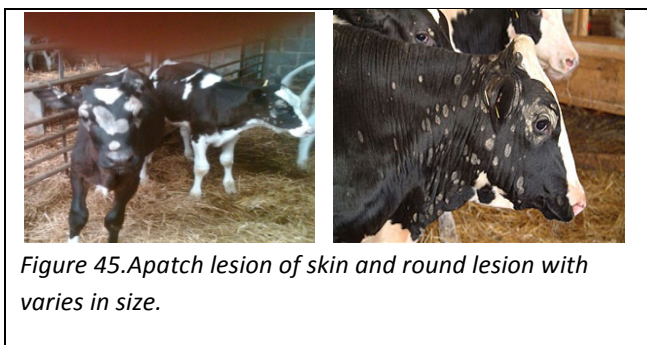 Figure 45.Apatch lesion of skin and round lesion with
varies in size.